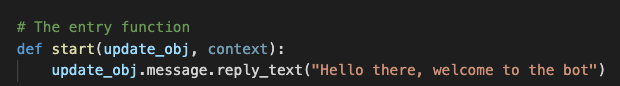 # The entry function
def start(update_obj, context):
    update_obj.message.reply_text("Hello there, welcome to the bot")